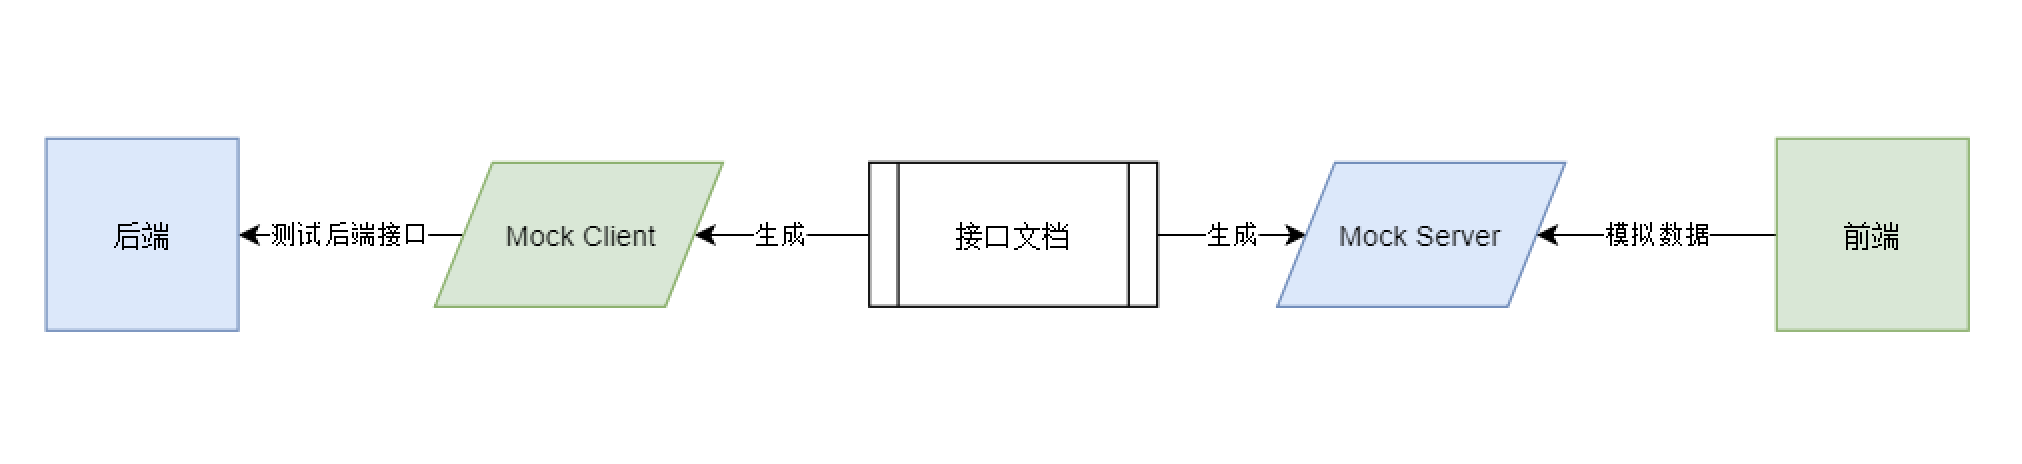 后端
测试后端接口
Mock Client
生成
接口文档
生成
Mock Server
模拟数据
前端